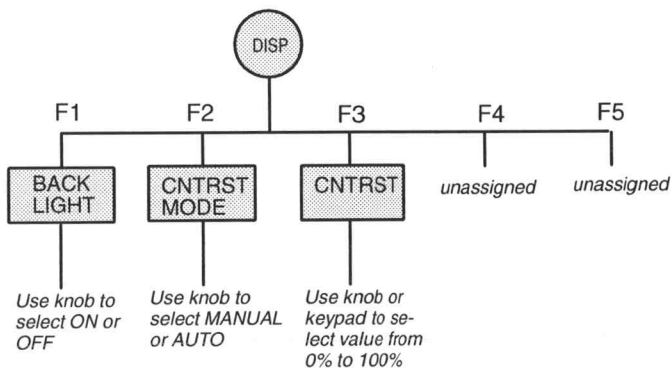 DISP
F1 F2 F3 F4 F5
BACK
LIGHT
CNTRST
MODE
CNTRST
unassigned
unassigned
Use knob to
select ON or
OFF
Use knob to
select MANUAL
or AUTO
Use knob or
keypad to se-
lect value from
0% to 100%